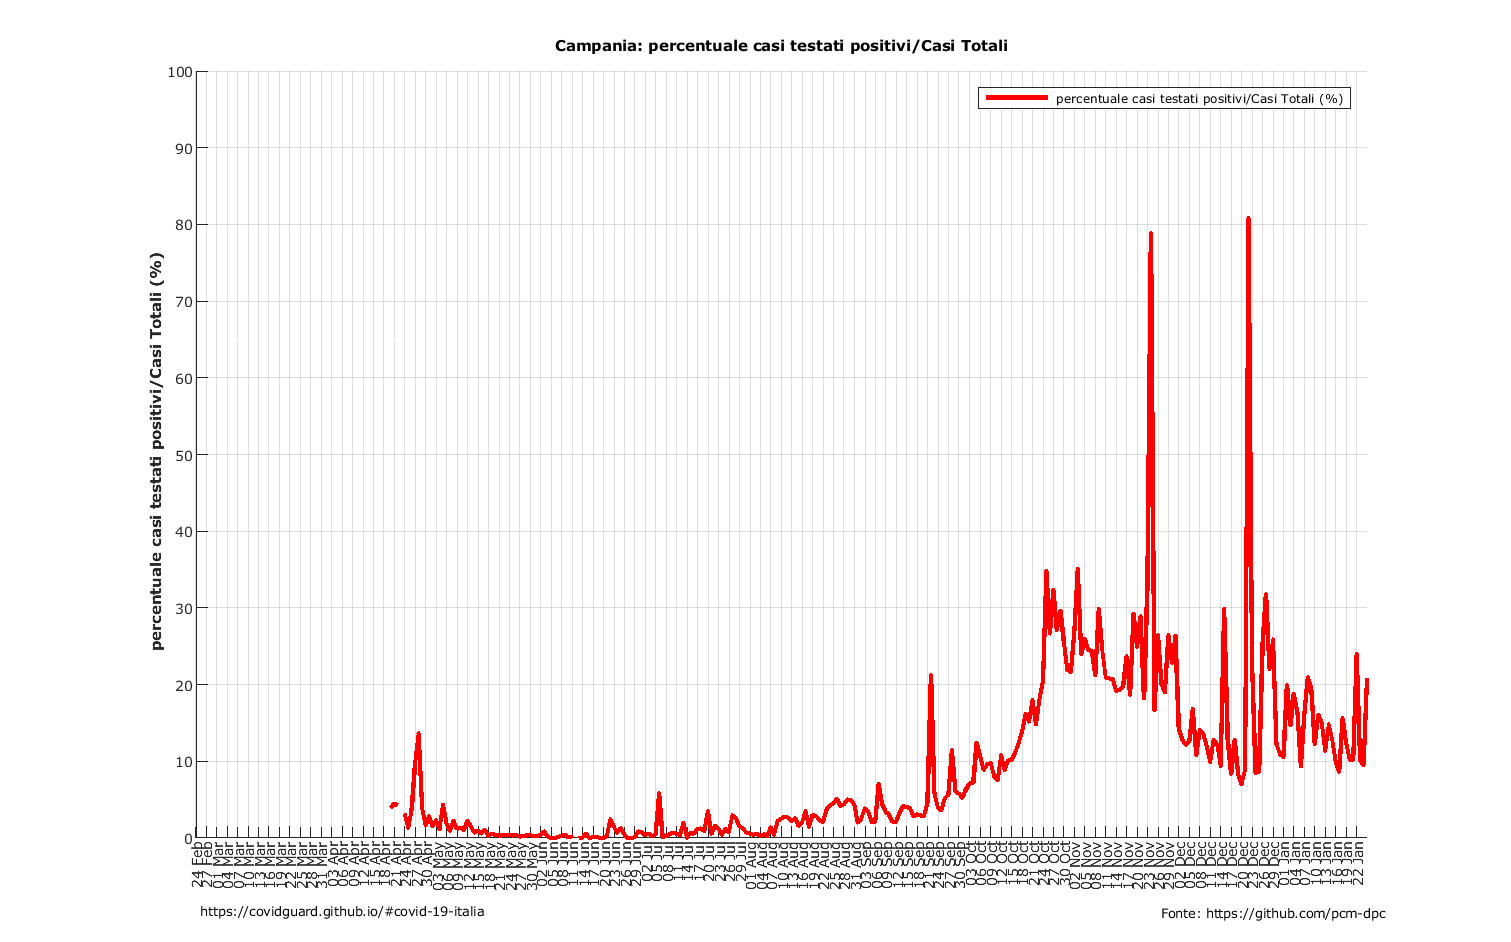 Campania: percentuale casi testati positivi/Casi Totali
percentuale casi testati positivi/Casi Totali (%)
percentuale casi testati positivi/Casi Totali (%)
100
90
80
70
60
50
40
30
20
10
0
24 Feb
27 Feb
01 Mar
04 Mar
07 Mar
10 Mar
13 Mar
16 Mar
19 Mar
22 Mar
25 Mar
28 Mar
31 Mar
03 Apr
06 Apr
09 Apr
12 Apr
15 Apr
18 Apr
21 Apr
24 Apr
27 Apr
30 Apr
03 May
06 May
09 May
12 May
15 May
18 May
21 May
24 May
27 May
30 May
02 Jun
05 Jun
08 Jun
11 Jun
14 Jun
17 Jun
20 Jun
23 Jun
26 Jun
29 Jun
02 Jul
05 Jul
08 Jul
11 Jul
14 Jul
17 Jul
20 Jul
23 Jul
26 Jul
29 Jul
01 Aug
04 Aug
07 Aug
10 Aug
13 Aug
16 Aug
19 Aug
22 Aug
25 Aug
28 Aug
31 Aug
03 Sep
06 Sep
09 Sep
12 Sep
15 Sep
18 Sep
21 Sep
24 Sep
27 Sep
30 Sep
03 Oct
06 Oct
09 Oct
12 Oct
15 Oct
18 Oct
21 Oct
24 Oct
27 Oct
30 Oct
02 Nov
05 Nov
08 Nov
11 Nov
14 Nov
17 Nov
20 Nov
23 Nov
26 Nov
29 Nov
02 Dec
05 Dec
08 Dec
11 Dec
14 Dec
17 Dec
20 Dec
23 Dec
26 Dec
29 Dec
01 Jan
04 Jan
07 Jan
10 Jan
13 Jan
16 Jan
19 Jan
22 Jan
https://covidguard.github.io/#covid-19-italia
Fonte: https://github.com/pcm-dpc